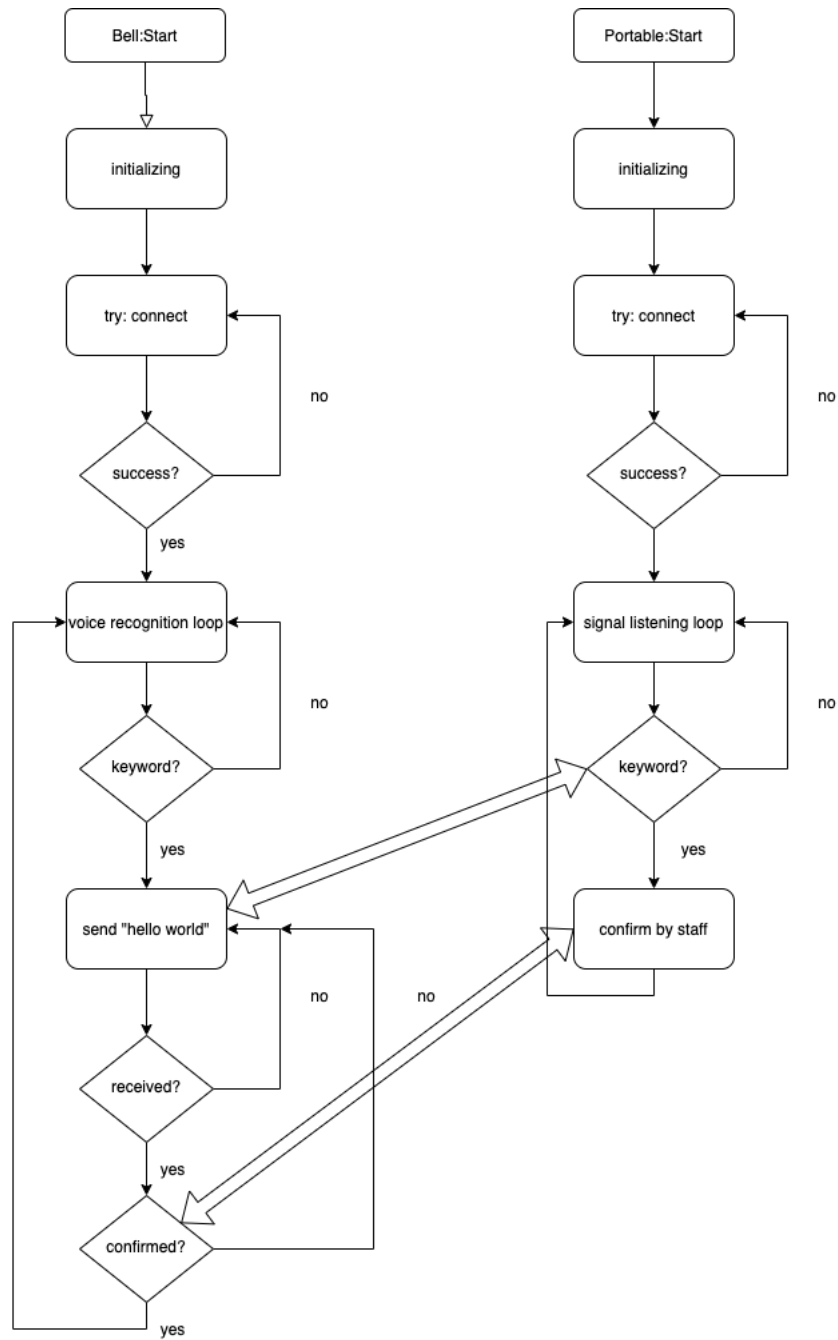 Bell:Start
Portable:Start
initializing
initializing
try: connect
try: connect
no
no
success?
success?
yes
voice recognition loop
signal listening loop
no
no
keyword?
keyword?
yes
yes
send "hello world"
confirm by staff
no
no
received?
yes
confirmed?
yes